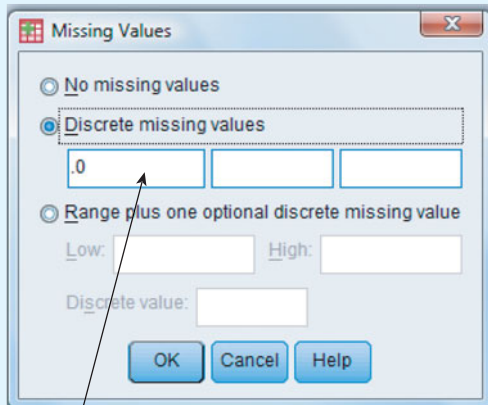 Missing Values
No missing values
Discrete missing values
.0
Range plus one optional discrete missing value
Low: High:
Discrete value:
OK Cancel Help